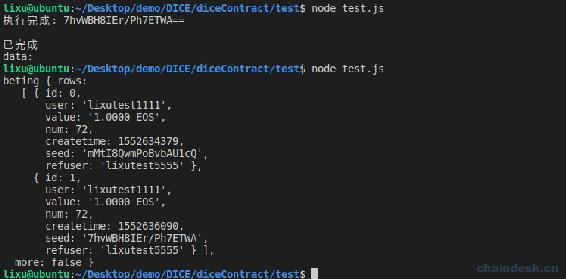 lixu@ubuntu:~/Desktop/demo/DICE/diceContract/test$ node test.js
执行完成: 7hvWBH8IEr/Ph7ETWA==
已完成
data:
lixu@ubuntu:~/Desktop/demo/DICE/diceContract/test$ node test.js
beting { rows:
   [ { id: 0,
       user: 'lixutest1111',
       value: '1.0000 EOS',
       num: 72,
       createtime: 1552634379,
       seed: 'mMtI8QwmPoBvbAU1cQ',
       refuser: 'lixutest5555' },
     { id: 1,
       user: 'lixutest1111',
       value: '1.0000 EOS',
       num: 72,
       createtime: 1552636090,
       seed: '7hvWBH8IEr/Ph7ETWA',
       refuser: 'lixutest5555' } ],
  more: false }
lixu@ubuntu:~/Desktop/demo/DICE/diceContract/test$
chaindesk.cn